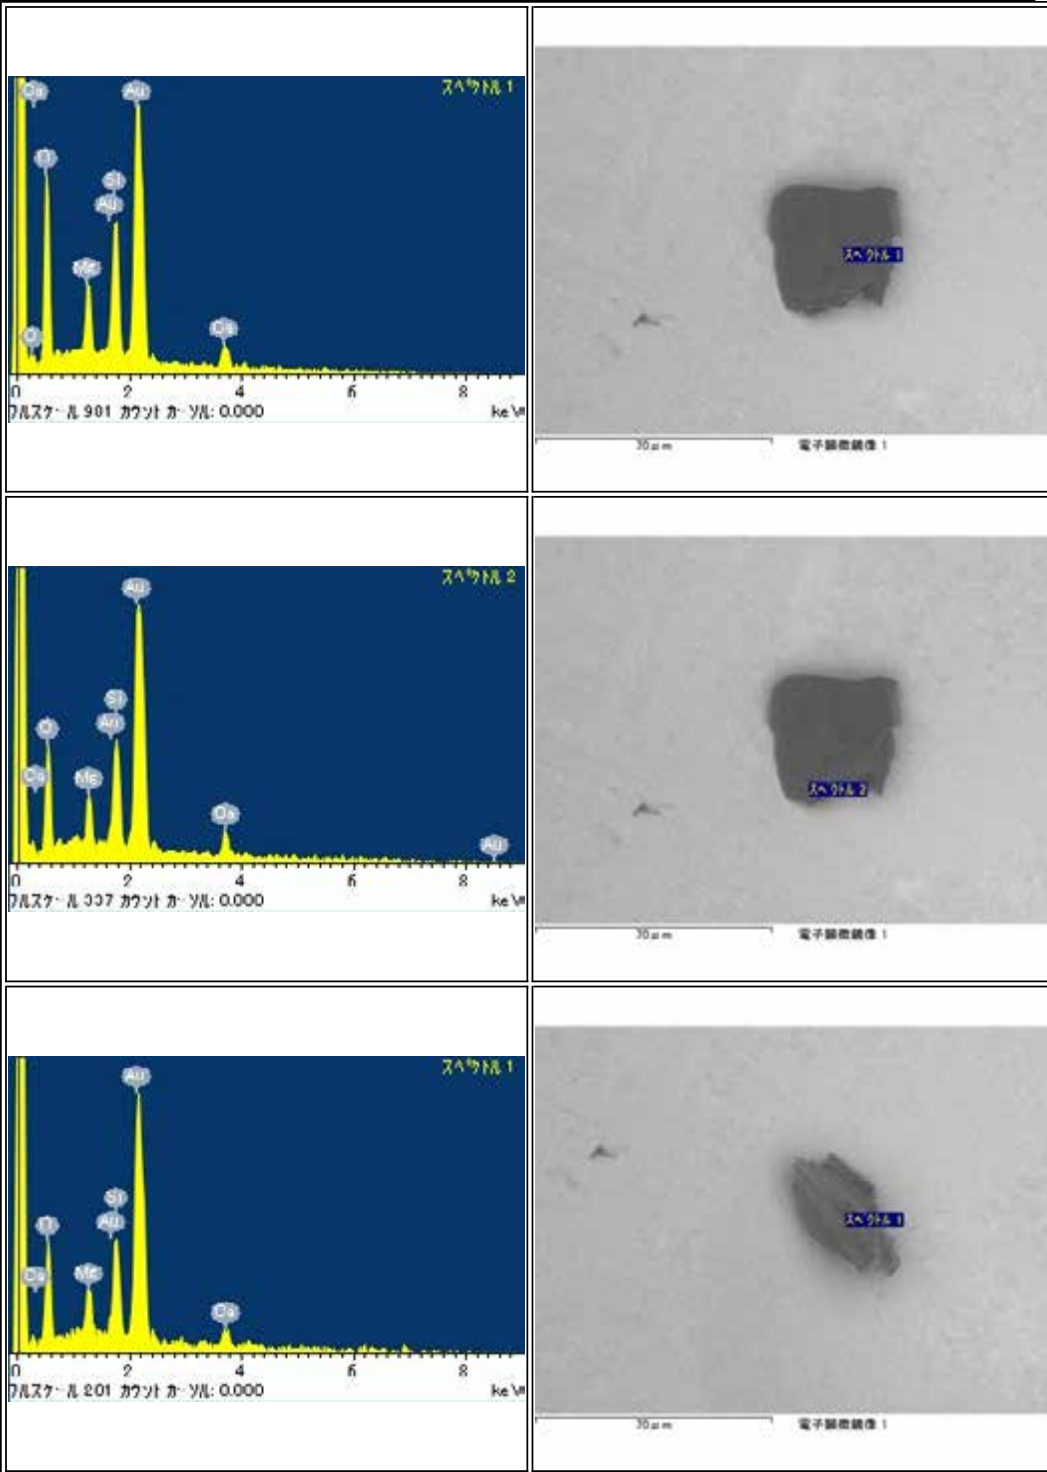 スペクトル 1
Ca
Au
O
Si
Au
Mg
Ca
0 2 4 6 8
フルスケール 901 カウント カーソル: 0.000
keV
スペクトル 1
電子顕微鏡像 1
スペクトル 2
Au
Si
Au
O
Ca
Mg
Ca
Au
0 2 4 6 8
フルスケール 337 カウント カーソル: 0.000
keV
スペクトル 2
電子顕微鏡像 1
スペクトル 1
Au
Si
Au
O
Ca
Mg
Ca
0 2 4 6 8
フルスケール 201 カウント カーソル: 0.000
keV
スペクトル 1
電子顕微鏡像 1